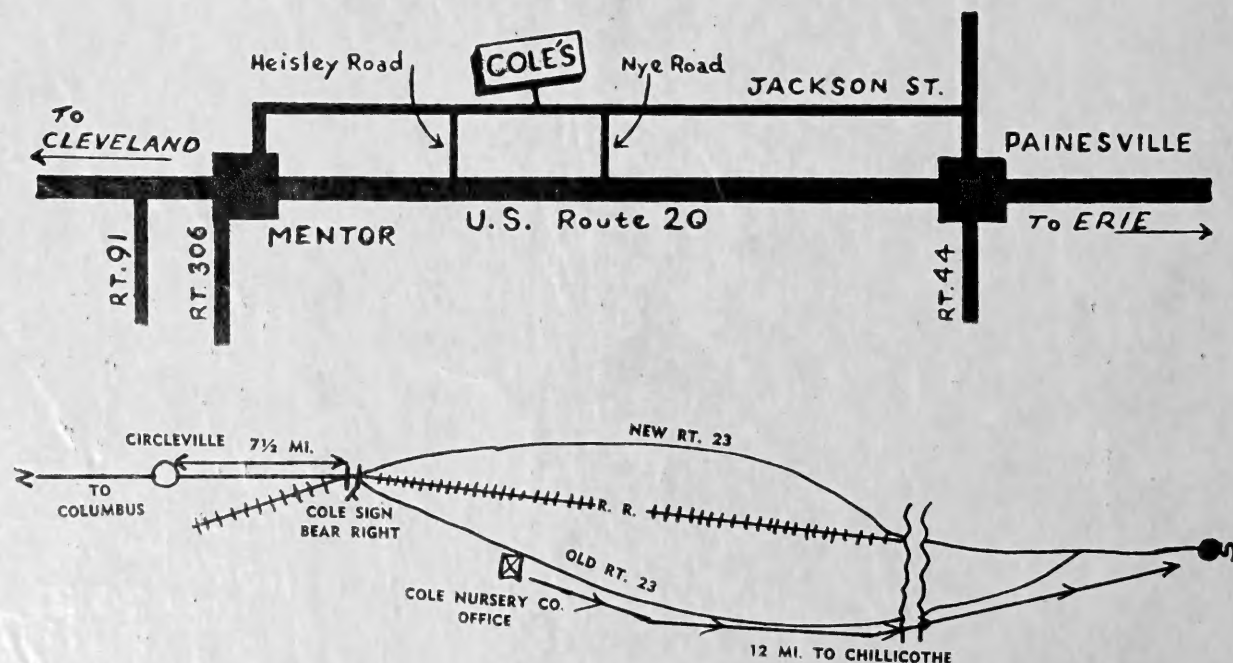 COLE'S
Heisley Road
Nye Road
JACKSON ST.
TO
CLEVELAND
PAINESVILLE
MENTOR
U.S. Route 20
TO ERIE
RT. 91
RT. 306
RT. 44
CIRCLEVILLE
7½ MI.
NEW RT. 23
N
TO
COLUMBUS
COLE SIGN
BEAR RIGHT
R. R.
OLD RT. 23
S
COLE NURSERY CO.
OFFICE
12 MI. TO CHILLICOTHE